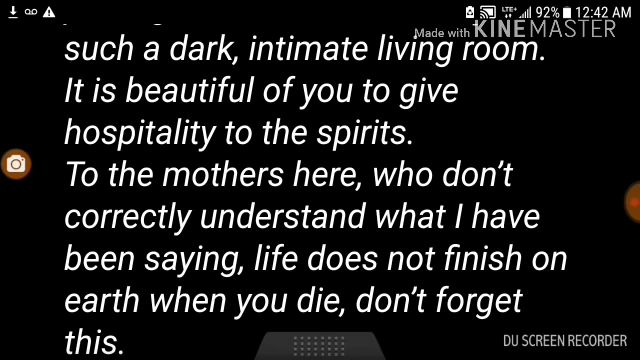 LTE+ 92% 12:42 AM
Made with KINEMASTER
such a dark, intimate living room.
It is beautiful of you to give
hospitality to the spirits.
To the mothers here, who don't
correctly understand what I have
been saying, life does not finish on
earth when you die, don't forget
this.
DU SCREEN RECORDER